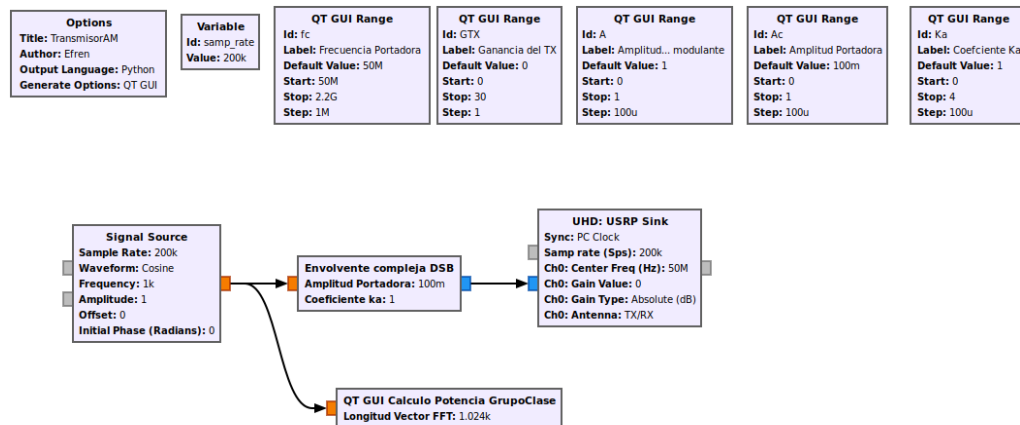 Options
Title: TransmisorAM
Author: Efren
Output Language: Python
Generate Options: QT GUI
Variable
Id: samp_rate
Value: 200k
QT GUI Range
Id: fc
Label: Frecuencia Portadora
Default Value: 50M
Start: 50M
Stop: 2.2G
Step: 1M
QT GUI Range
Id: GTX
Label: Ganancia del TX
Default Value: 0
Start: 0
Stop: 30
Step: 1
QT GUI Range
Id: A
Label: Amplitud... modulante
Default Value: 1
Start: 0
Stop: 1
Step: 100u
QT GUI Range
Id: Ac
Label: Amplitud Portadora
Default Value: 100m
Start: 0
Stop: 1
Step: 100u
QT GUI Range
Id: Ka
Label: Coefciente Ka
Default Value: 1
Start: 0
Stop: 4
Step: 100u
Signal Source
Sample Rate: 200k
Waveform: Cosine
Frequency: 1k
Amplitude: 1
Offset: 0
Initial Phase (Radians): 0
Envolvente compleja DSB
Amplitud Portadora: 100m
Coeficiente ka: 1
UHD: USRP Sink
Sync: PC Clock
Samp rate (Sps): 200k
Ch0: Center Freq (Hz): 50M
Ch0: Gain Value: 0
Ch0: Gain Type: Absolute (dB)
Ch0: Antenna: TX/RX
QT GUI Calculo Potencia GrupoClase
Longitud Vector FFT: 1.024k